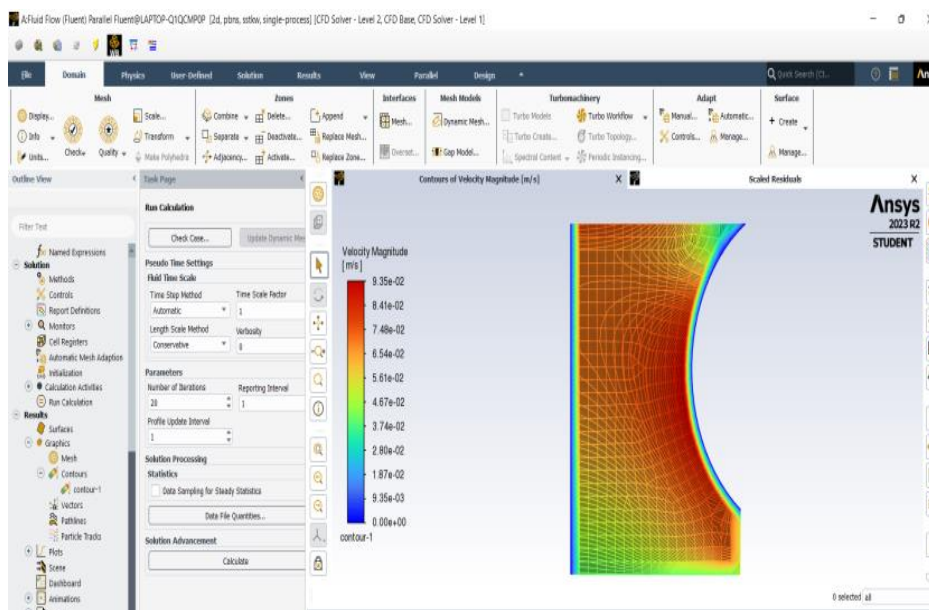 A:Fluid Flow (Fluent) Parallel Fluent@LAPTOP-Q1QCMP0P [2d, pbns, sstkw, single-process] [CFD Solver - Level 2, CFD Base, CFD Solver - Level 1]
File Domain Physics User-Defined Solution Results View Parallel Design Quick Search (Ct... An
Mesh Zones Interfaces Mesh Models Turbomachinery Adapt Surface
Display... Scale... Combine Delete... Append Mesh... Dynamic Mesh... Turbo Models Turbo Workflow Manual... Automatic... + Create
Info Check Quality Transform Separate Deactivate... Replace Mesh... Turbo Create... Turbo Topology... Controls... Manage...
Units... Make Polyhedra Adjacency... Activate... Replace Zone... Overset... Gap Model... Spectral Content Periodic Instancing... Manage...
Outline View
Filter Text
Named Expressions
Solution
Methods
Controls
Report Definitions
Monitors
Cell Registers
Automatic Mesh Adaption
Initialization
Calculation Activities
Run Calculation
Results
Surfaces
Graphics
Mesh
Contours
contour-1
Vectors
Pathlines
Particle Tracks
Plots
Scene
Dashboard
Animations
Task Page
Run Calculation
Check Case... Update Dynamic Mes
Pseudo Time Settings
Fluid Time Scale
Time Step Method Time Scale Factor
Automatic 1
Length Scale Method Verbosity
Conservative 0
Parameters
Number of Iterations Reporting Interval
20 1
Profile Update Interval
1
Solution Processing
Statistics
Data Sampling for Steady Statistics
Data File Quantities...
Solution Advancement
Calculate
Contours of Velocity Magnitude [m/s] X Scaled Residuals X
Ansys
2023 R2
STUDENT
Velocity Magnitude
[m/s]
9.35e-02
8.41e-02
7.48e-02
6.54e-02
5.61e-02
4.67e-02
3.74e-02
2.80e-02
1.87e-02
9.35e-03
0.00e+00
contour-1
0 selected all